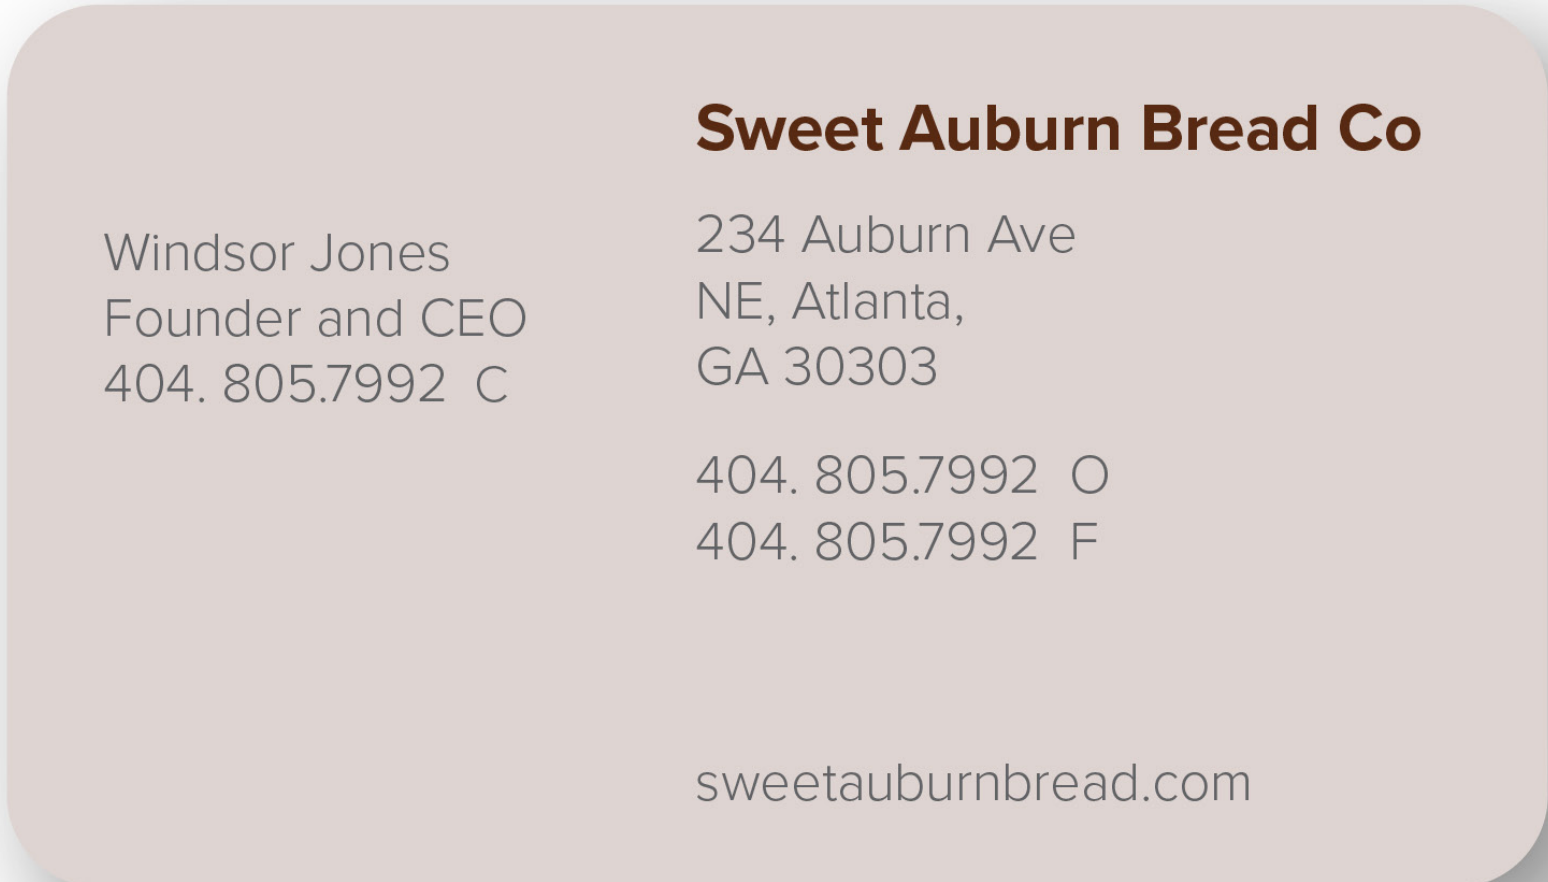 Windsor Jones
Founder and CEO
404. 805.7992  C
Sweet Auburn Bread Co
234 Auburn Ave
NE, Atlanta,
GA 30303
404. 805.7992  O
404. 805.7992  F
sweetauburnbread.com